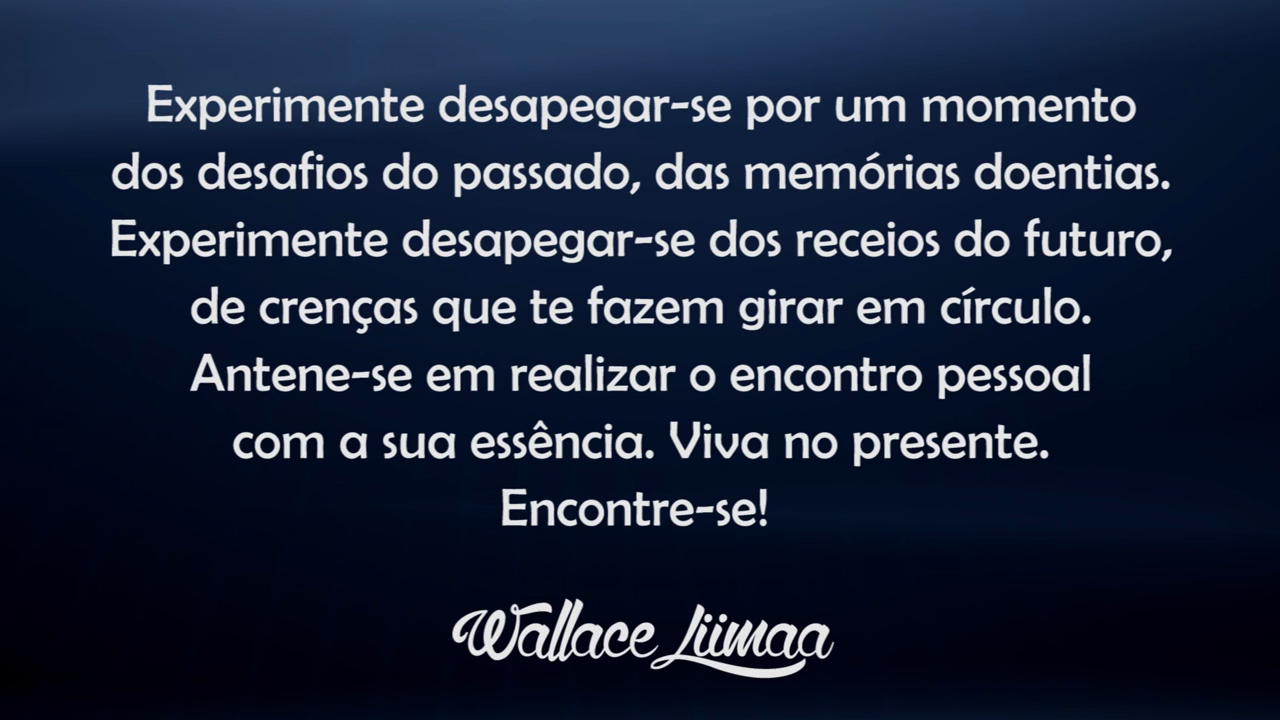 Experimente desapegar-se por um momento
dos desafios do passado, das memórias doentias.
Experimente desapegar-se dos receios do futuro,
de crenças que te fazem girar em círculo.
Antene-se em realizar o encontro pessoal
com a sua essência. Viva no presente.
Encontre-se!
Wallace Liimaa